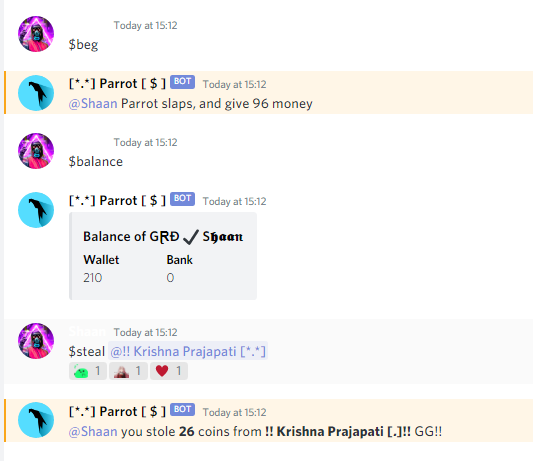 Today at 15:12
$beg
[*.*] Parrot [ $ ] BOT Today at 15:12
@Shaan Parrot slaps, and give 96 money
Today at 15:12
$balance
[*.*] Parrot [ $ ] BOT Today at 15:12
Balance of GⱤĐ ✓ S𝖍𝖆𝖆𝖓
Wallet Bank
210 0
Shaan Today at 15:12
$steal @!! Krishna Prajapati [*.*]
1 1 1
[*.*] Parrot [ $ ] BOT Today at 15:12
@Shaan you stole 26 coins from !! Krishna Prajapati [.]!! GG!!